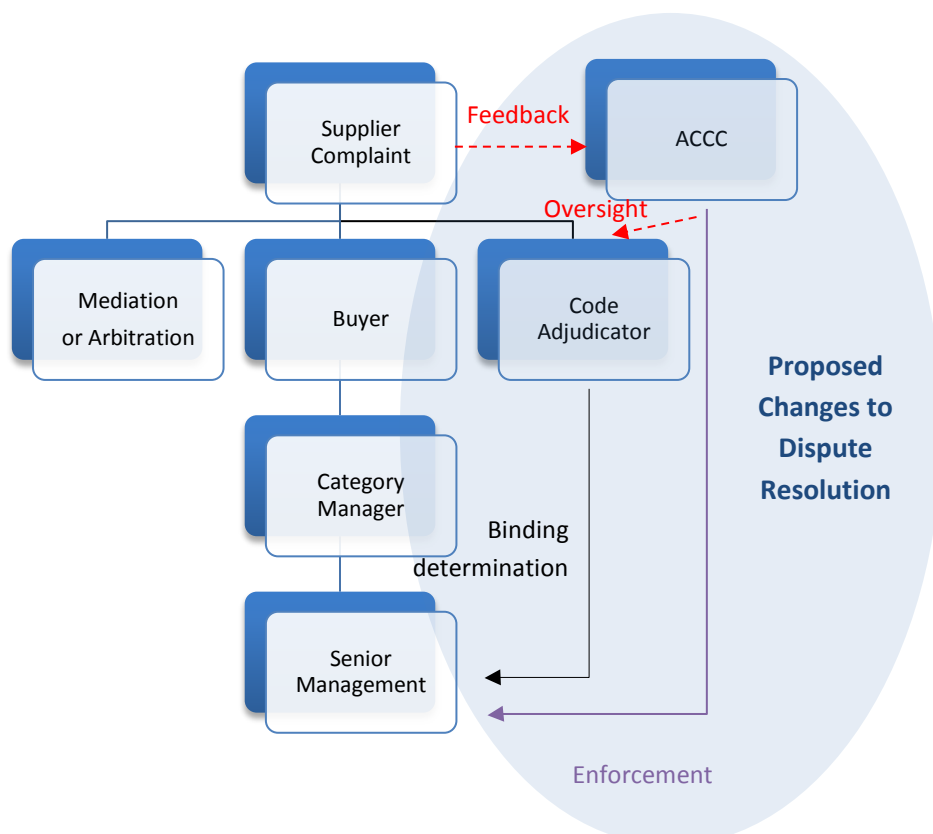 Supplier
Complaint
Feedback
ACCC
Oversight
Mediation
or Arbitration
Buyer
Code
Adjudicator
Proposed
Changes to
Dispute
Resolution
Category
Manager
Binding
determination
Senior
Management
Enforcement